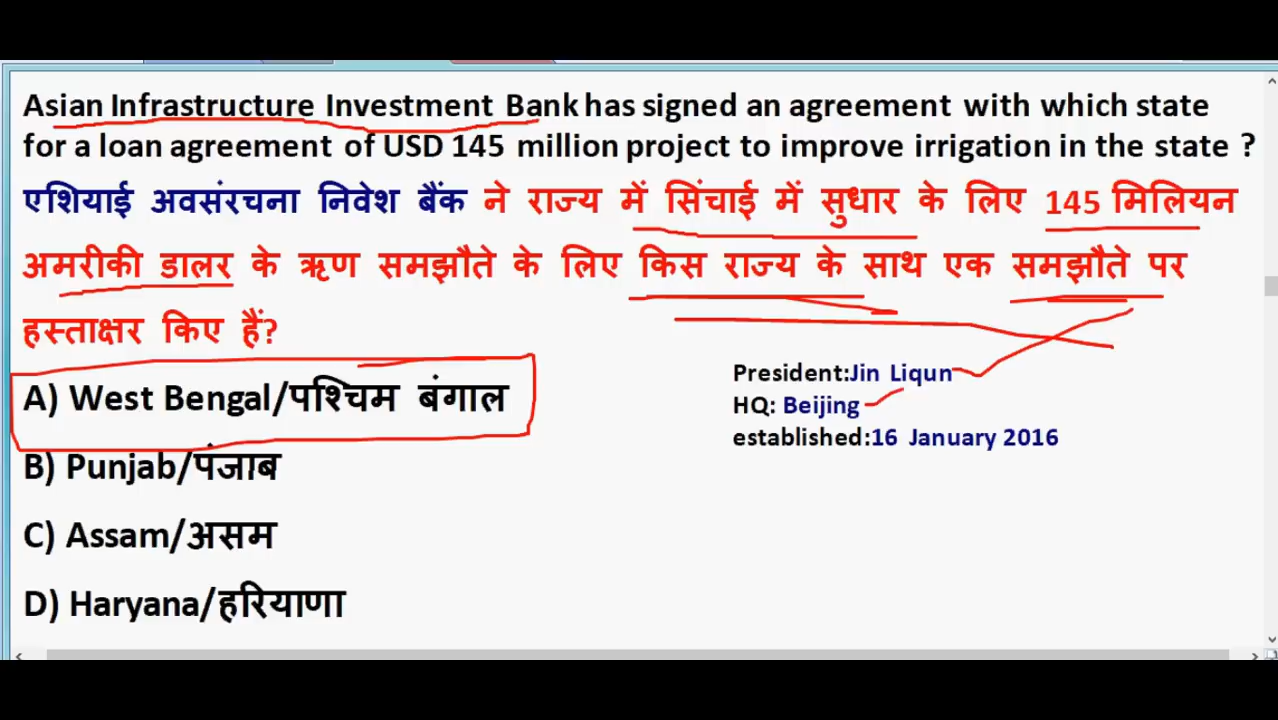 Asian Infrastructure Investment Bank has signed an agreement with which state
for a loan agreement of USD 145 million project to improve irrigation in the state ?
एशियाई अवसंरचना निवेश बैंक ने राज्य में सिंचाई में सुधार के लिए 145 मिलियन
अमरीकी डालर के ऋण समझौते के लिए किस राज्य के साथ एक समझौते पर
हस्ताक्षर किए हैं?
A) West Bengal/पश्चिम बंगाल
B) Punjab/पंजाब
C) Assam/असम
D) Haryana/हरियाणा
President:Jin Liqun
HQ: Beijing
established:16 January 2016